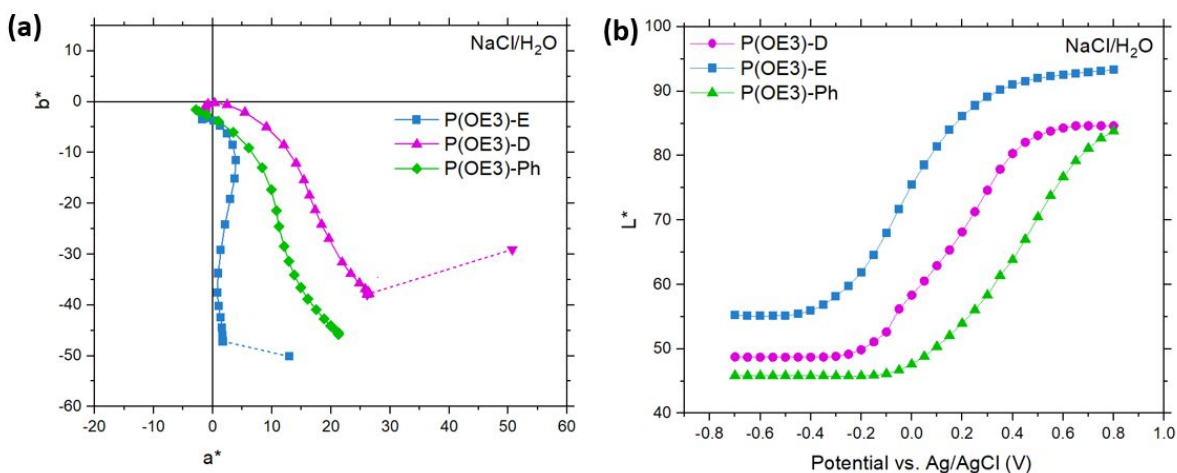 (a)
NaCl/H₂O
P(OE3)-E
P(OE3)-D
P(OE3)-Ph
b*
10
0
-10
-20
-30
-40
-50
-60
-20
-10
0
10
20
30
40
50
60
a*
(b)
NaCl/H₂O
P(OE3)-D
P(OE3)-E
P(OE3)-Ph
L*
100
90
80
70
60
50
40
-0.8
-0.6
-0.4
-0.2
0.0
0.2
0.4
0.6
0.8
1.0
Potential vs. Ag/AgCl (V)